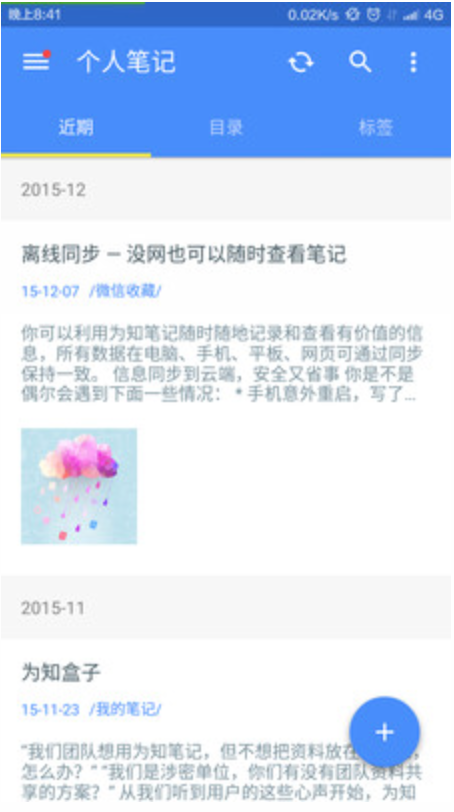 晚上8:41
0.02K/s
4G
个人笔记
近期
目录
标签
2015-12
离线同步 — 没网也可以随时查看笔记
15-12-07 /微信收藏/
你可以利用为知笔记随时随地记录和查看有价值的信
息，所有数据在电脑、手机、平板、网页可通过同步
保持一致。 信息同步到云端，安全又省事 你是不是
偶尔会遇到下面一些情况： * 手机意外重启，写了...
2015-11
为知盒子
15-11-23 /我的笔记/
“我们团队想用为知笔记，但不想把资料放在
怎么办？” “我们是涉密单位，你们有没有团队资料共
享的方案？” 从我们听到用户的这些心声开始，为知